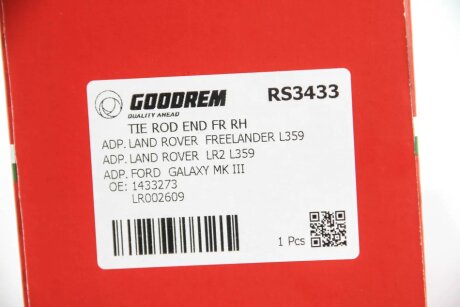 GOODREM
QUALITY AHEAD
RS3433
TIE ROD END FR RH
ADP. LAND ROVER FREELANDER L359
ADP. LAND ROVER LR2 L359
ADP. FORD GALAXY MK III
OE: 1433273
LR002609
1 Pcs